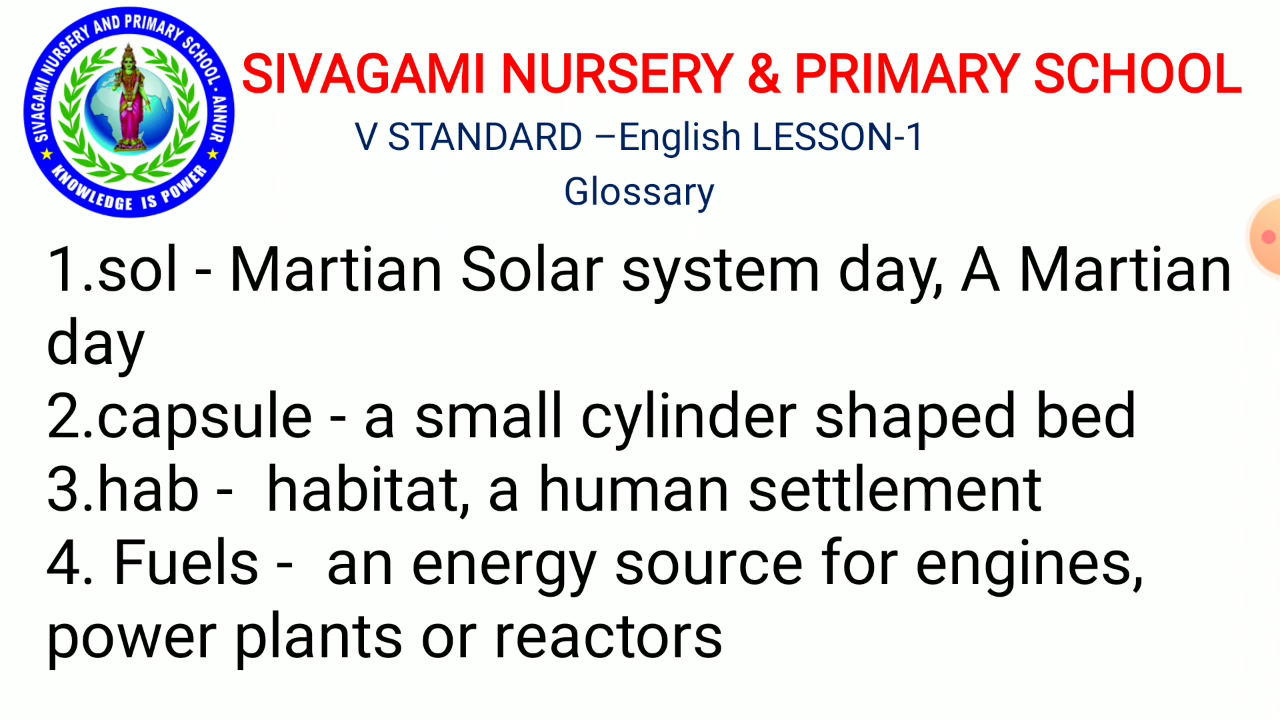 SIVAGAMI NURSERY AND PRIMARY SCHOOL - ANNUR
KNOWLEDGE IS POWER
SIVAGAMI NURSERY & PRIMARY SCHOOL
V STANDARD –English LESSON-1
Glossary
1.sol - Martian Solar system day, A Martian
day
2.capsule - a small cylinder shaped bed
3.hab -  habitat, a human settlement
4. Fuels -  an energy source for engines,
power plants or reactors